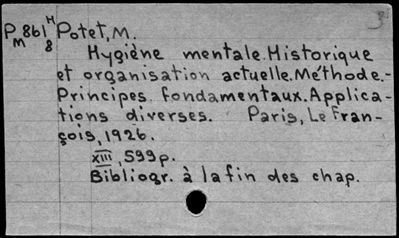 P 861 H Potet, M.
M 8
Hygiène mentale. Historique
et organisation actuelle. Méthode.-
Principes fondamentaux. Applica-
tions diverses. Paris, Le Fran-
çois, 1926.
XIII, 599 p.
Bibliogr. à la fin des chap.